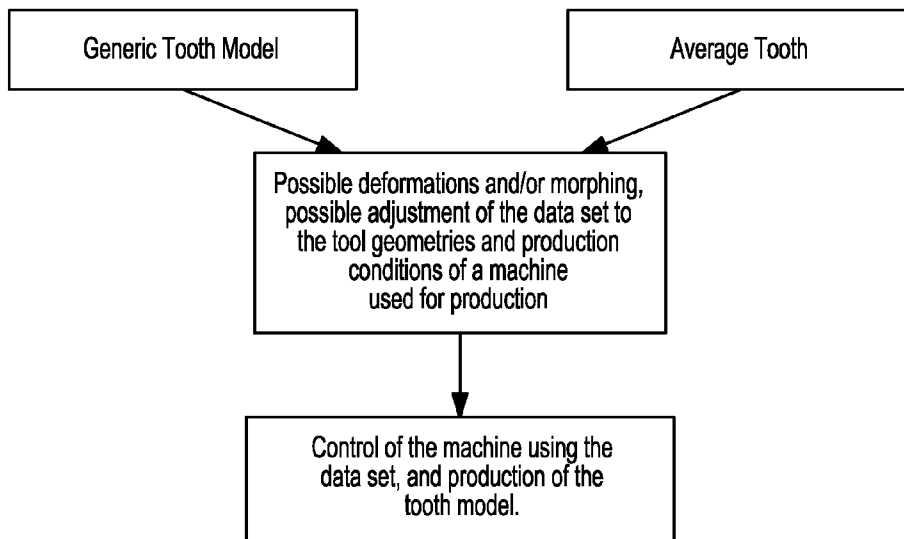 Generic Tooth Model
Average Tooth
Possible deformations and/or morphing,
possible adjustment of the data set to
the tool geometries and production
conditions of a machine
used for production
Control of the machine using the
data set, and production of the
tooth model.